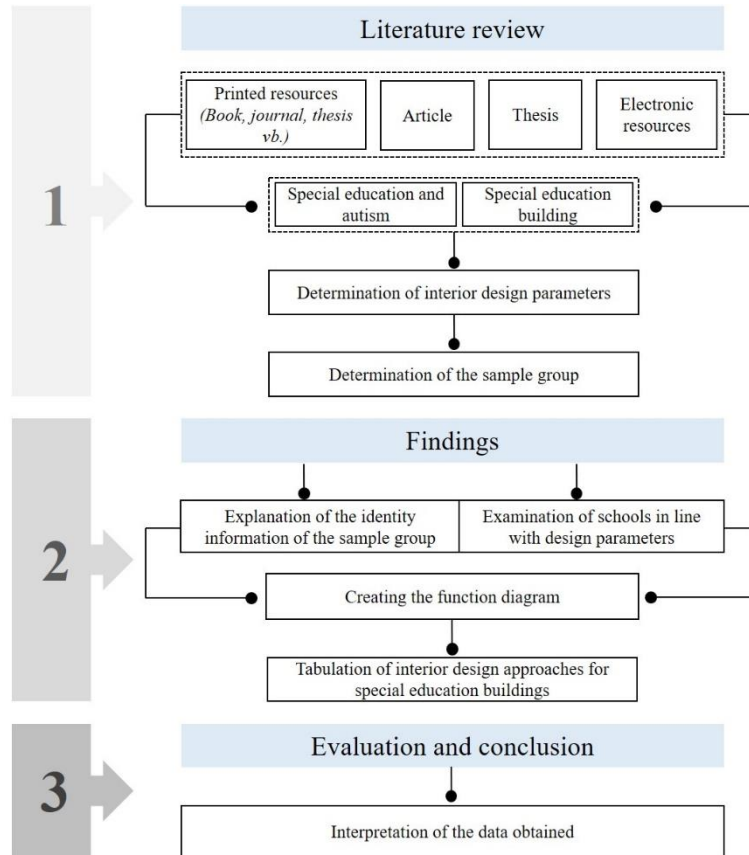 Literature review
Printed resources
(Book, journal, thesis
vb.)
Article
Thesis
Electronic
resources
1
Special education and
autism
Special education
building
Determination of interior design parameters
Determination of the sample group
Findings
Explanation of the identity
information of the sample group
Examination of schools in line
with design parameters
2
Creating the function diagram
Tabulation of interior design approaches for
special education buildings
Evaluation and conclusion
3
Interpretation of the data obtained